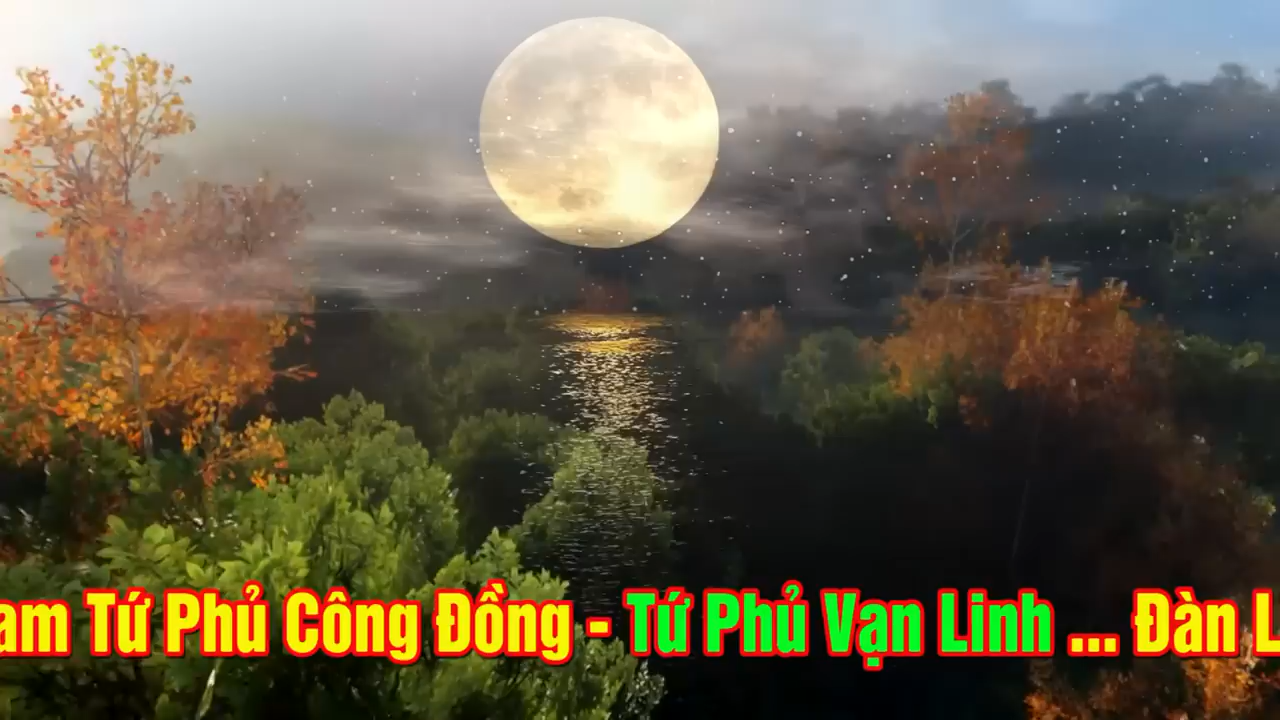 am Tứ Phủ Công Đồng - Tứ Phủ Vạn Linh ... Đàn L